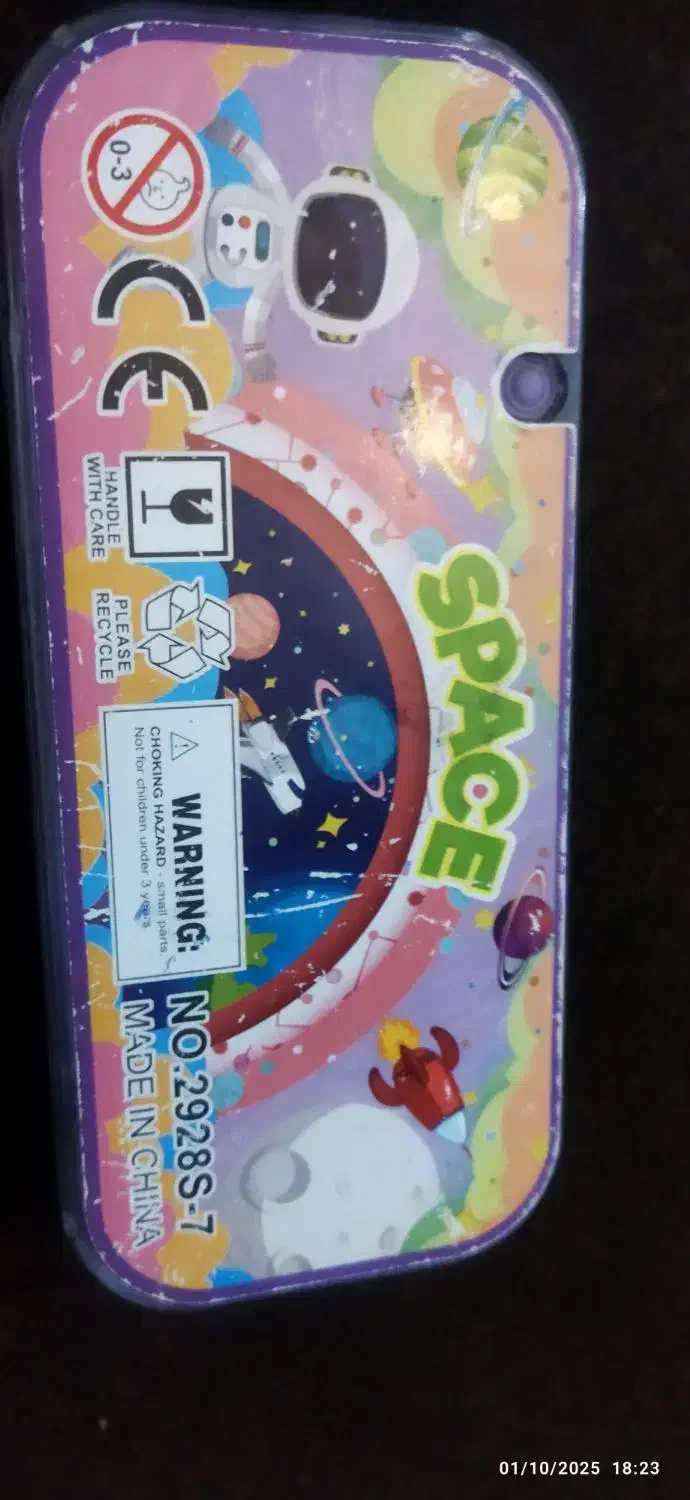 SPACE
0-3
CE
HANDLE
WITH CARE
PLEASE
RECYCLE
WARNING:
CHOKING HAZARD - small parts.
Not for children under 3 years
NO.2928S-7
MADE IN CHINA
01/10/2025 18:23